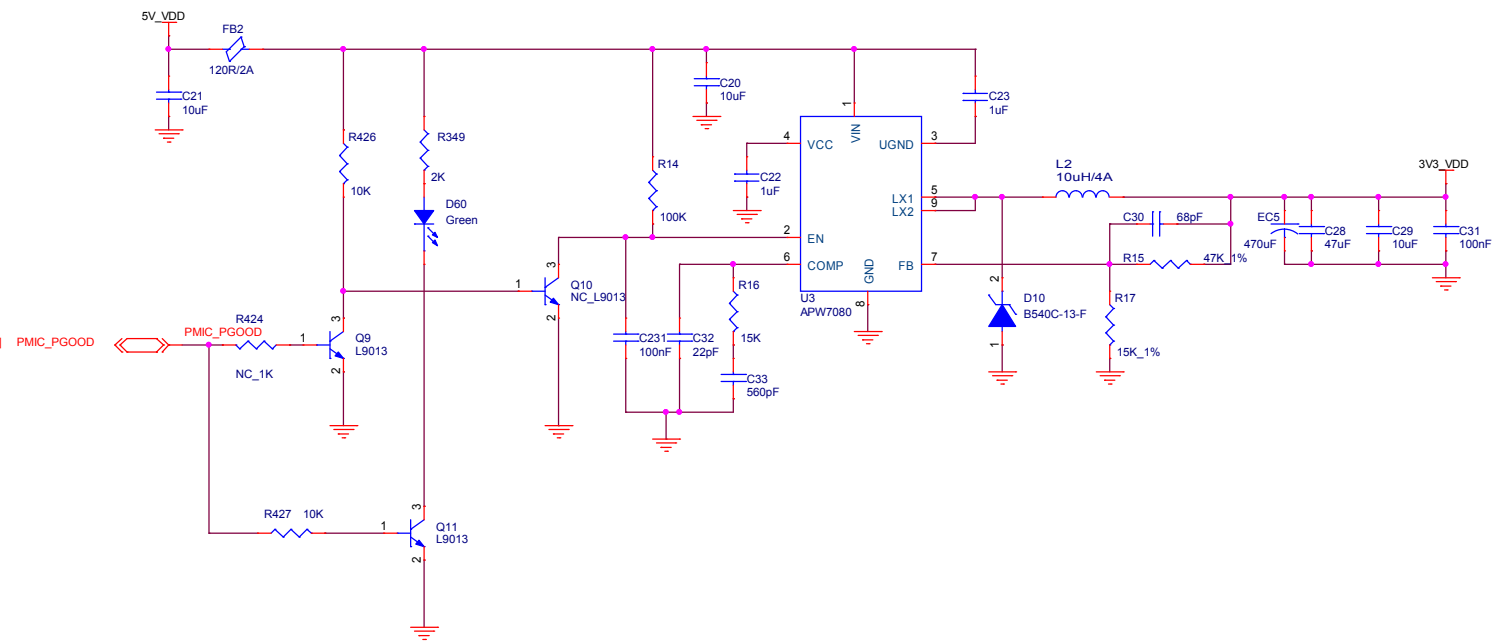 5V_VDD
FB2
120R/2A
C21
10uF
R426
10K
R349
2K
D60
Green
R14
100K
C20
10uF
C22
1uF
C23
1uF
1
VIN
4
VCC
UGND
3
LX1
5
LX2
9
2
EN
6
COMP
FB
7
GND
8
U3
APW7080
L2
10uH/4A
3V3_VDD
C30
68pF
R15
47K_1%
EC5
470uF
C28
47uF
C29
10uF
C31
100nF
2
D10
B540C-13-F
1
R17
15K_1%
3
1
Q10
NC_L9013
2
R16
15K
C231
100nF
C32
22pF
C33
560pF
PMIC_PGOOD
R424
PMIC_PGOOD
NC_1K
3
1
Q9
L9013
2
R427
10K
3
1
Q11
L9013
2